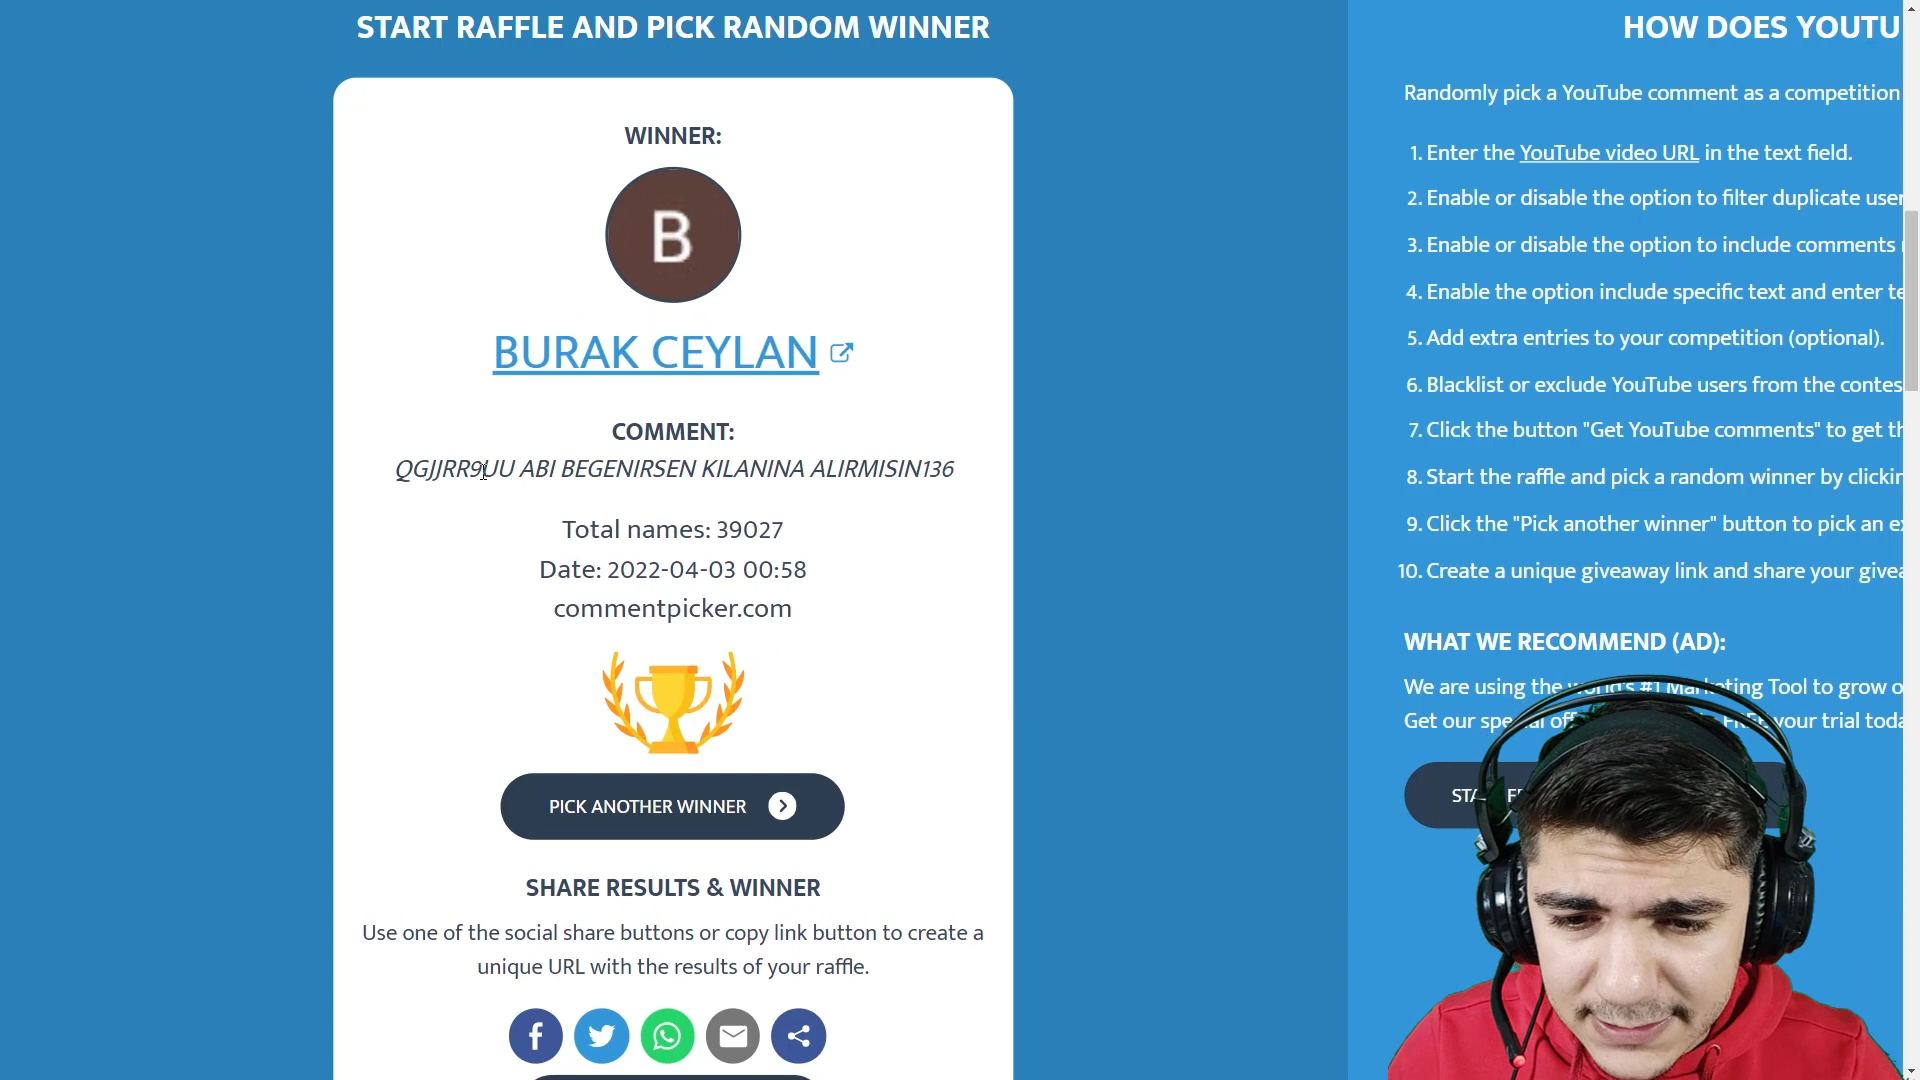 START RAFFLE AND PICK RANDOM WINNER
WINNER:
B
BURAK CEYLAN
COMMENT:
QGJJRR9UU ABI BEGENIRSEN KILANINA ALIRMISIN136
Total names: 39027
Date: 2022-04-03 00:58
commentpicker.com
PICK ANOTHER WINNER
SHARE RESULTS & WINNER
Use one of the social share buttons or copy link button to create a
unique URL with the results of your raffle.
HOW DOES YOUTU
Randomly pick a YouTube comment as a competition
1. Enter the YouTube video URL in the text field.
2. Enable or disable the option to filter duplicate user
3. Enable or disable the option to include comments
4. Enable the option include specific text and enter te
5. Add extra entries to your competition (optional).
6. Blacklist or exclude YouTube users from the contes
7. Click the button "Get YouTube comments" to get th
8. Start the raffle and pick a random winner by clickin
9. Click the "Pick another winner" button to pick an e
10. Create a unique giveaway link and share your givea
WHAT WE RECOMMEND (AD):
We are using the world's #1 Marketing Tool to grow o
Get our special FREE your trial toda